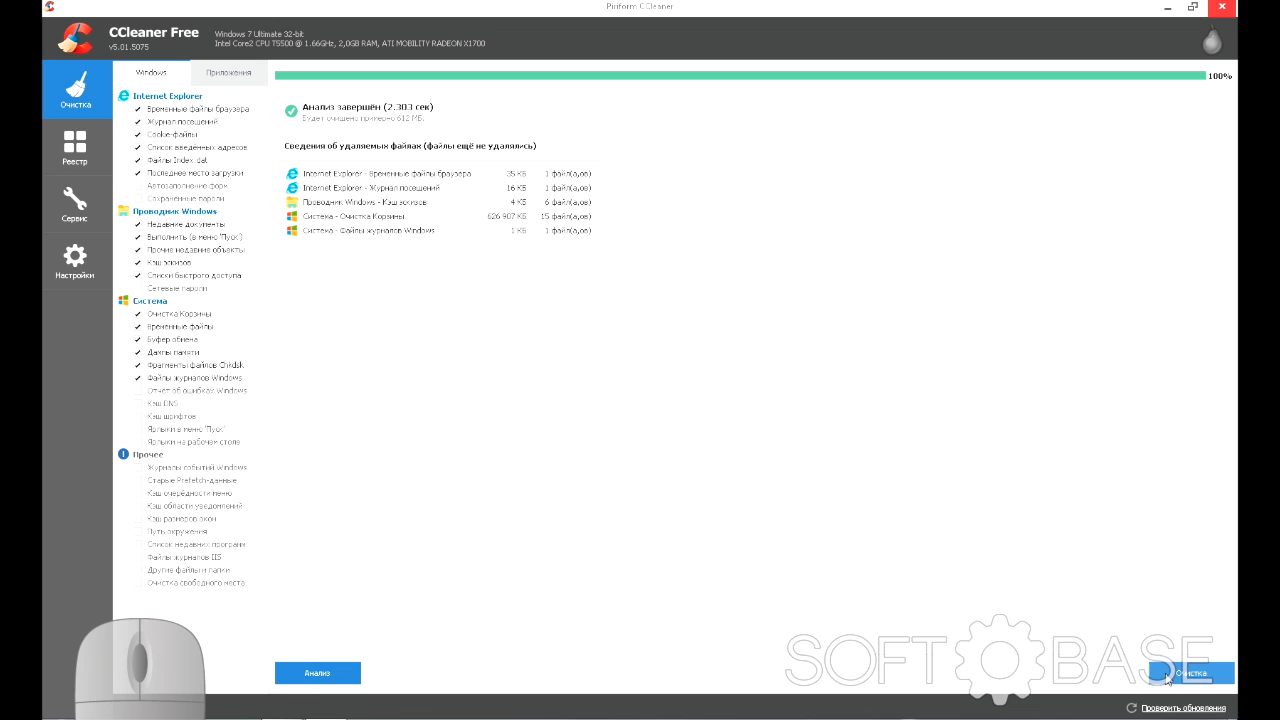 Piriform CCleaner
CCleaner Free
v5.01.5075
Windows 7 Ultimate 32-bit
Intel Core2 CPU T5500 @ 1.66GHz, 2,0GB RAM, ATI MOBILITY RADEON X1700
Очистка
Реестр
Сервис
Настройки
Windows
Приложения
Internet Explorer
Временные файлы браузера
Журнал посещений
Cookie-файлы
Список введённых адресов
Файлы Index.dat
Последнее место загрузки
Автозаполнение форм
Сохранённые пароли
Проводник Windows
Недавние документы
Выполнить (в меню 'Пуск')
Прочие недавние объекты
Кэш эскизов
Списки быстрого доступа
Сетевые пароли
Система
Очистка Корзины
Временные файлы
Буфер обмена
Дампы памяти
Фрагменты файлов Chkdsk
Файлы журналов Windows
Отчёт об ошибках Windows
Кэш DNS
Кэш шрифтов
Ярлыки в меню 'Пуск'
Ярлыки на рабочем столе
Прочее
Журналы событий Windows
Старые Prefetch-данные
Кэш очерёдности меню
Кэш области уведомлений
Кэш размеров окон
Путь окружения
Список недавних программ
Файлы журналов IIS
Другие файлы и папки
Очистка свободного места
100%
Анализ завершён (2.303 сек)
Будет очищено примерно 612 МБ.
Сведения об удаляемых файлах (файлы ещё не удалялись)
Internet Explorer - Временные файлы браузера 35 КБ 1 файл(а,ов)
Internet Explorer - Журнал посещений 16 КБ 1 файл(а,ов)
Проводник Windows - Кэш эскизов 4 КБ 6 файл(а,ов)
Система - Очистка Корзины 626 907 КБ 15 файл(а,ов)
Система - Файлы журналов Windows 1 КБ 1 файл(а,ов)
Анализ
Очистка
SOFT BASE
Проверить обновления